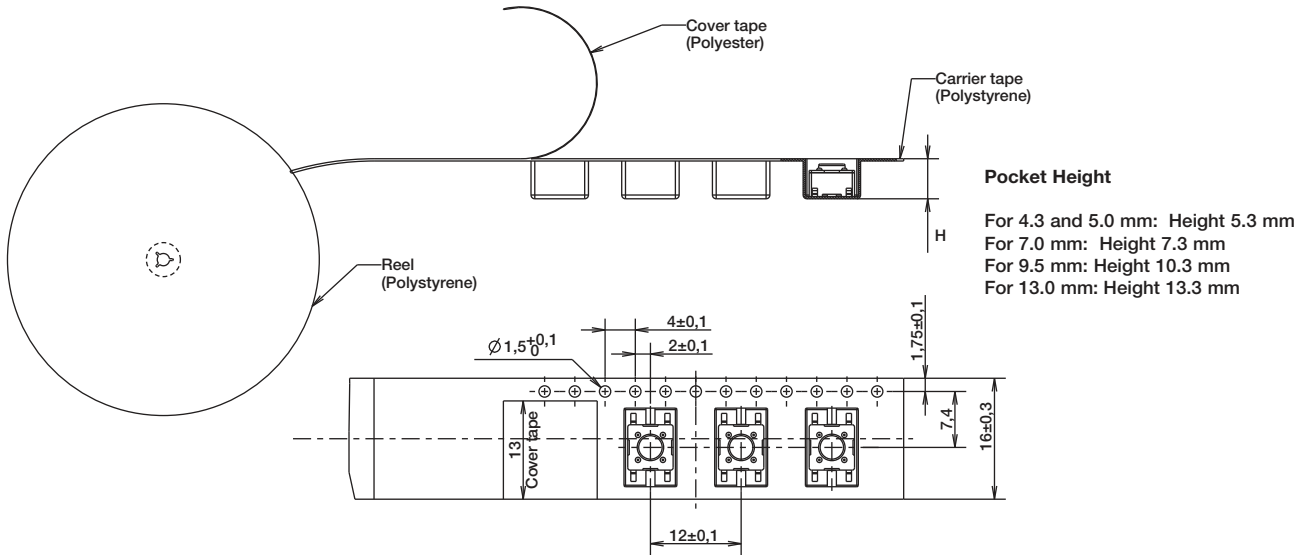 Cover tape
(Polyester)
Carrier tape
(Polystyrene)
Pocket Height
For 4.3 and 5.0 mm: Height 5.3 mm
For 7.0 mm: Height 7.3 mm
For 9.5 mm: Height 10.3 mm
For 13.0 mm: Height 13.3 mm
H
Reel
(Polystyrene)
4±0,1
2±0,1
Ø1,5+0,1 0
1,75±0,1
7,4
16±0,3
13
Cover tape
12±0,1